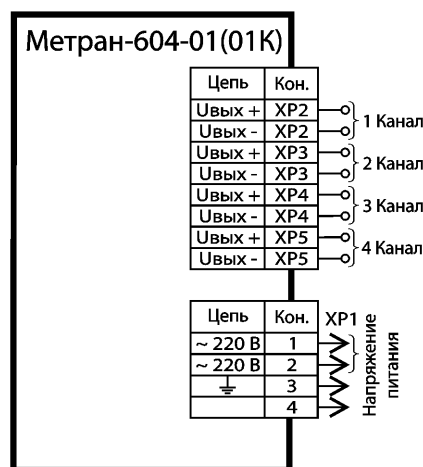 Метран-604-01(01К)
Цепь Кон.
Uвых + XP2
Uвых - XP2
1 Канал
Uвых + XP3
Uвых - XP3
2 Канал
Uвых + XP4
Uвых - XP4
3 Канал
Uвых + XP5
Uвых - XP5
4 Канал
Цепь Кон. XP1
~ 220 В 1
~ 220 В 2
3
4
Напряжение
питания